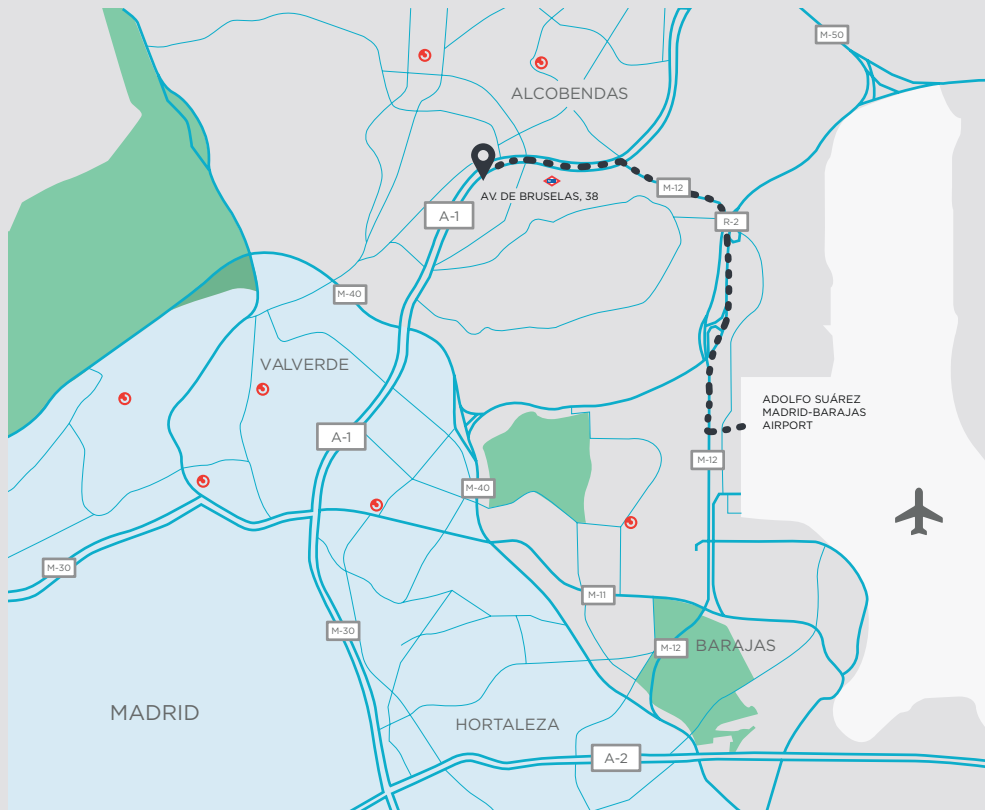 M-50
ALCOBENDAS
M-12
AV. DE BRUSELAS, 38
A-1
R-2
M-40
VALVERDE
ADOLFO SUÁREZ
MADRID-BARAJAS
AIRPORT
A-1
M-12
M-40
M-30
M-11
M-30
M-12
BARAJAS
MADRID
HORTALEZA
A-2